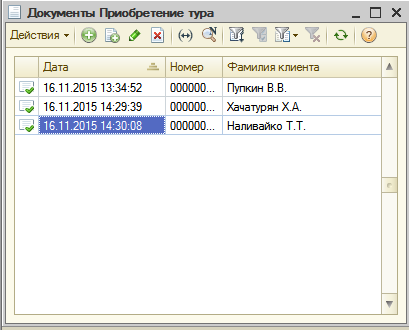 Документы Приобретение тура
Действия
Дата Номер Фамилия клиента
16.11.2015 13:34:52 000000... Пупкин В.В.
16.11.2015 14:29:39 000000... Хачатурян Х.А.
16.11.2015 14:30:08 000000... Наливайко Т.Т.